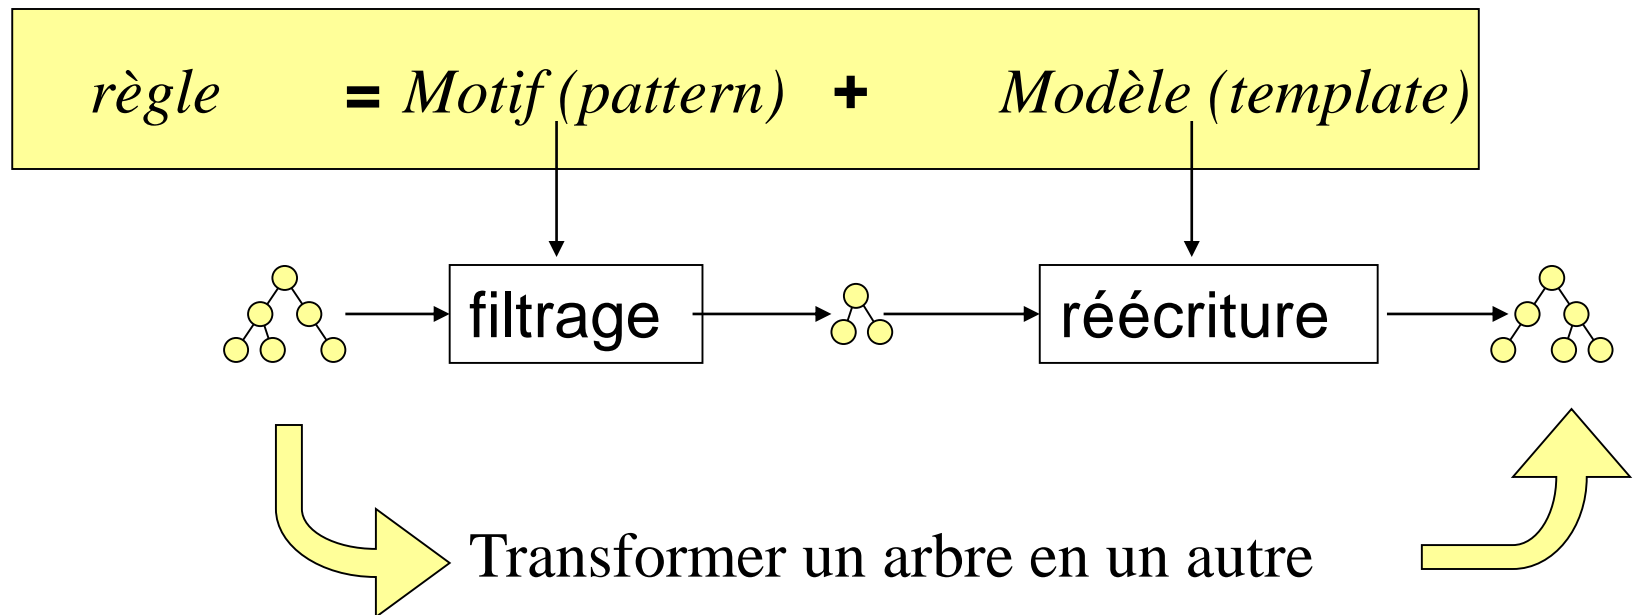 règle = Motif (pattern) + Modèle (template)
filtrage réécriture
Transformer un arbre en un autre